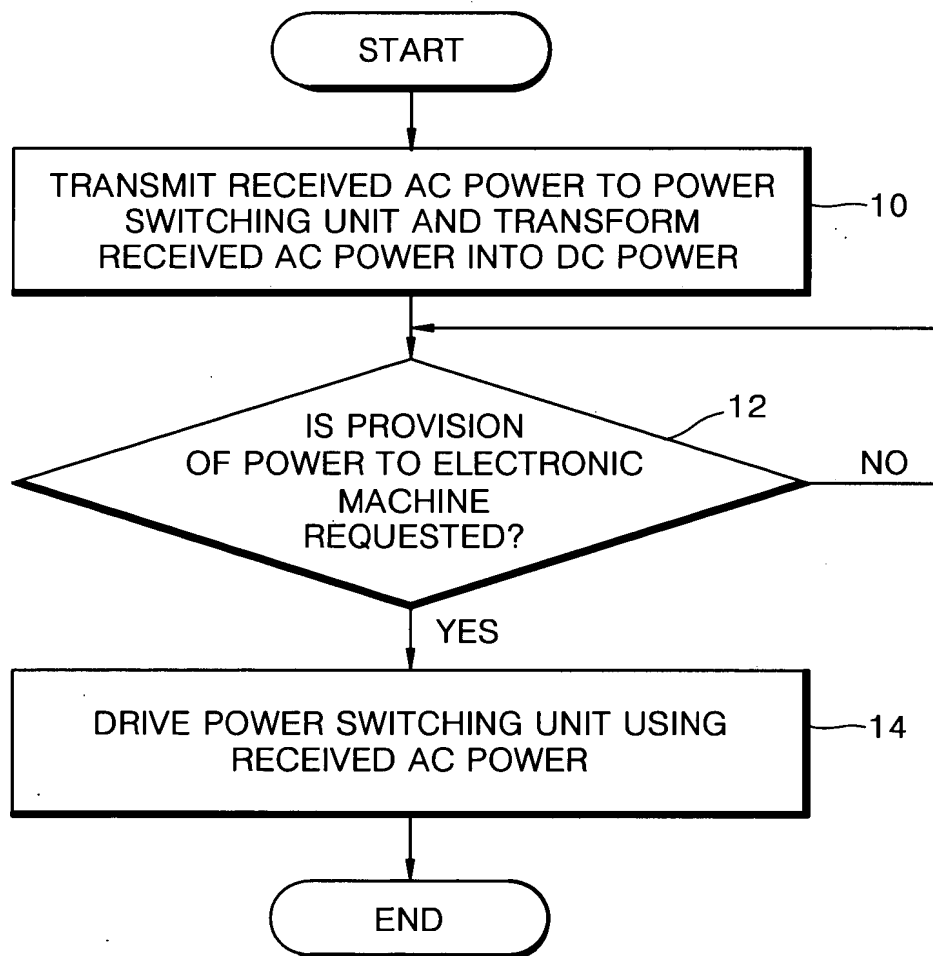 START
TRANSMIT RECEIVED AC POWER TO POWER
SWITCHING UNIT AND TRANSFORM
RECEIVED AC POWER INTO DC POWER
10
12
IS PROVISION
OF POWER TO ELECTRONIC
MACHINE
REQUESTED?
NO
YES
DRIVE POWER SWITCHING UNIT USING
RECEIVED AC POWER
14
END